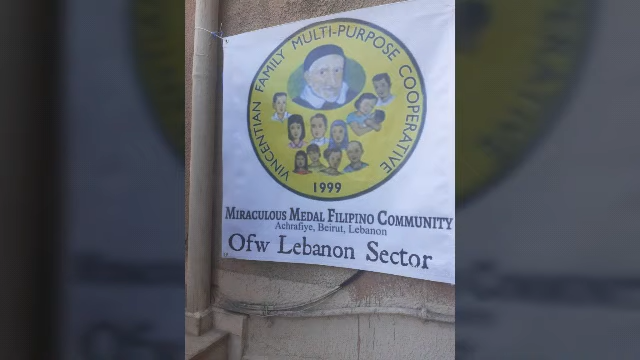 VINCENTIAN FAMILY MULTI-PURPOSE COOPERATIVE
1999
MIRACULOUS MEDAL FILIPINO COMMUNITY
Achrafiye, Beirut, Lebanon
OFW LEBANON SECTOR